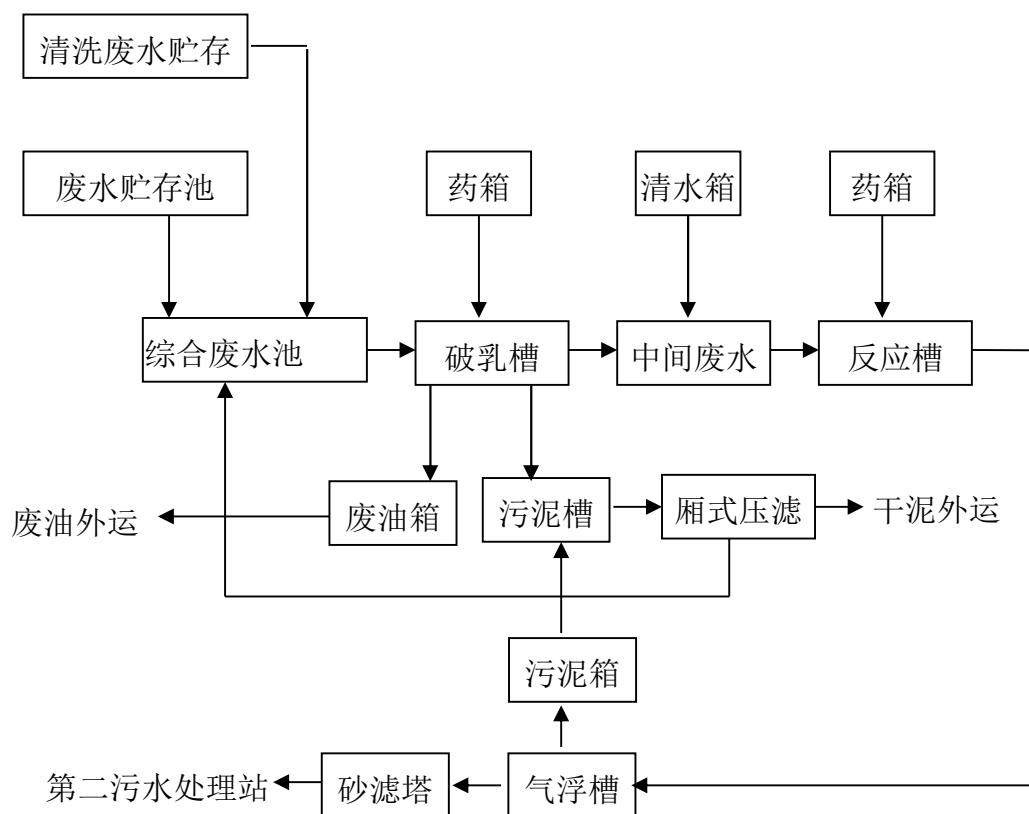 清洗废水贮存
废水贮存池
药箱
清水箱
药箱
综合废水池
破乳槽
中间废水
反应槽
废油外运
废油箱
污泥槽
厢式压滤
干泥外运
污泥箱
第二污水处理站
砂滤塔
气浮槽